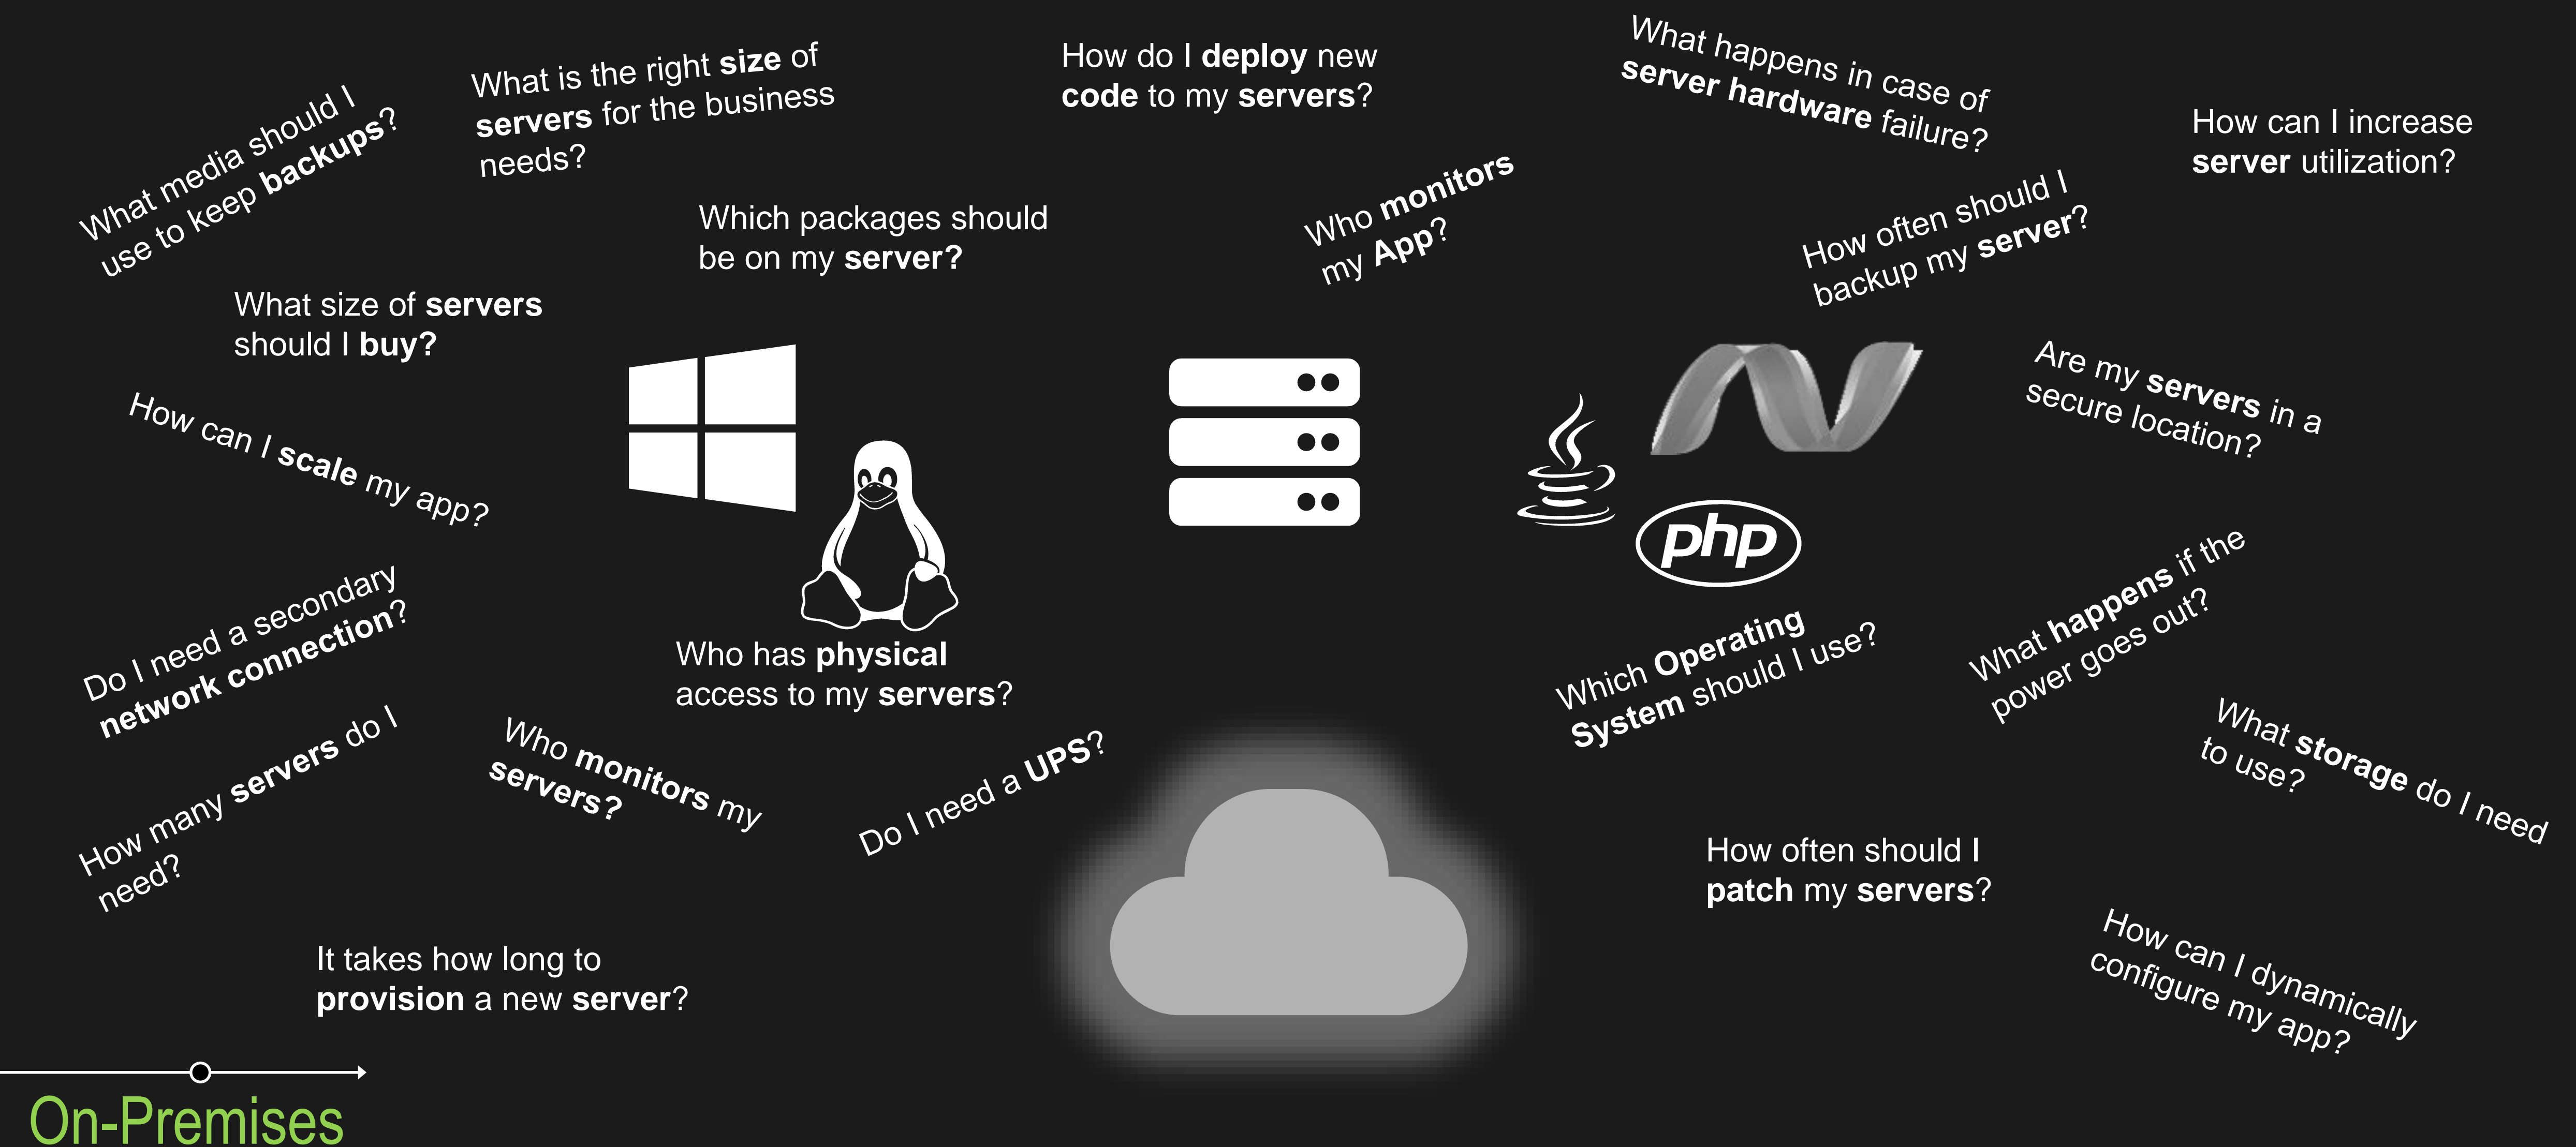 What media should I
use to keep backups?
What is the right size of
servers for the business
needs?
How do I deploy new
code to my servers?
What happens in case of
server hardware failure?
How can I increase
server utilization?
Which packages should
be on my server?
Who monitors
my App?
How often should I
backup my server?
What size of servers
should I buy?
Are my servers in a
secure location?
How can I scale my app?
php
Do I need a secondary
network connection?
Who has physical
access to my servers?
Which Operating
System should I use?
What happens if the
power goes out?
How many servers do I
need?
Who monitors my
servers?
Do I need a UPS?
What storage do I need
to use?
How often should I
patch my servers?
It takes how long to
provision a new server?
How can I dynamically
configure my app?
On-Premises